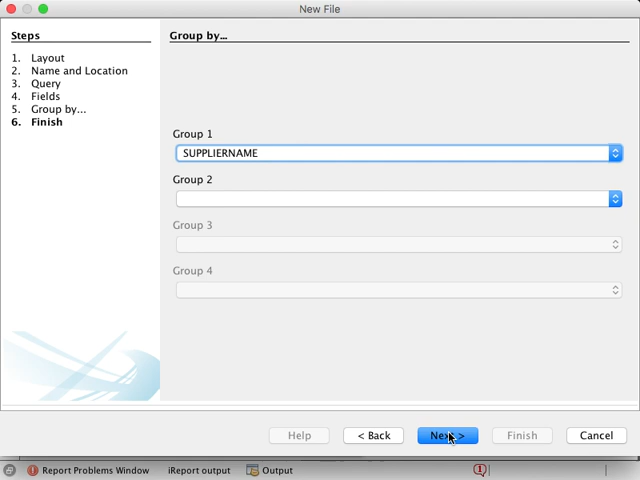 New File
Steps
1. Layout
2. Name and Location
3. Query
4. Fields
5. Group by...
6. Finish
Group by...
Group 1
SUPPLIERNAME
Group 2
Group 3
Group 4
Help
< Back
Next >
Finish
Cancel
Report Problems Window
iReport output
Output
1